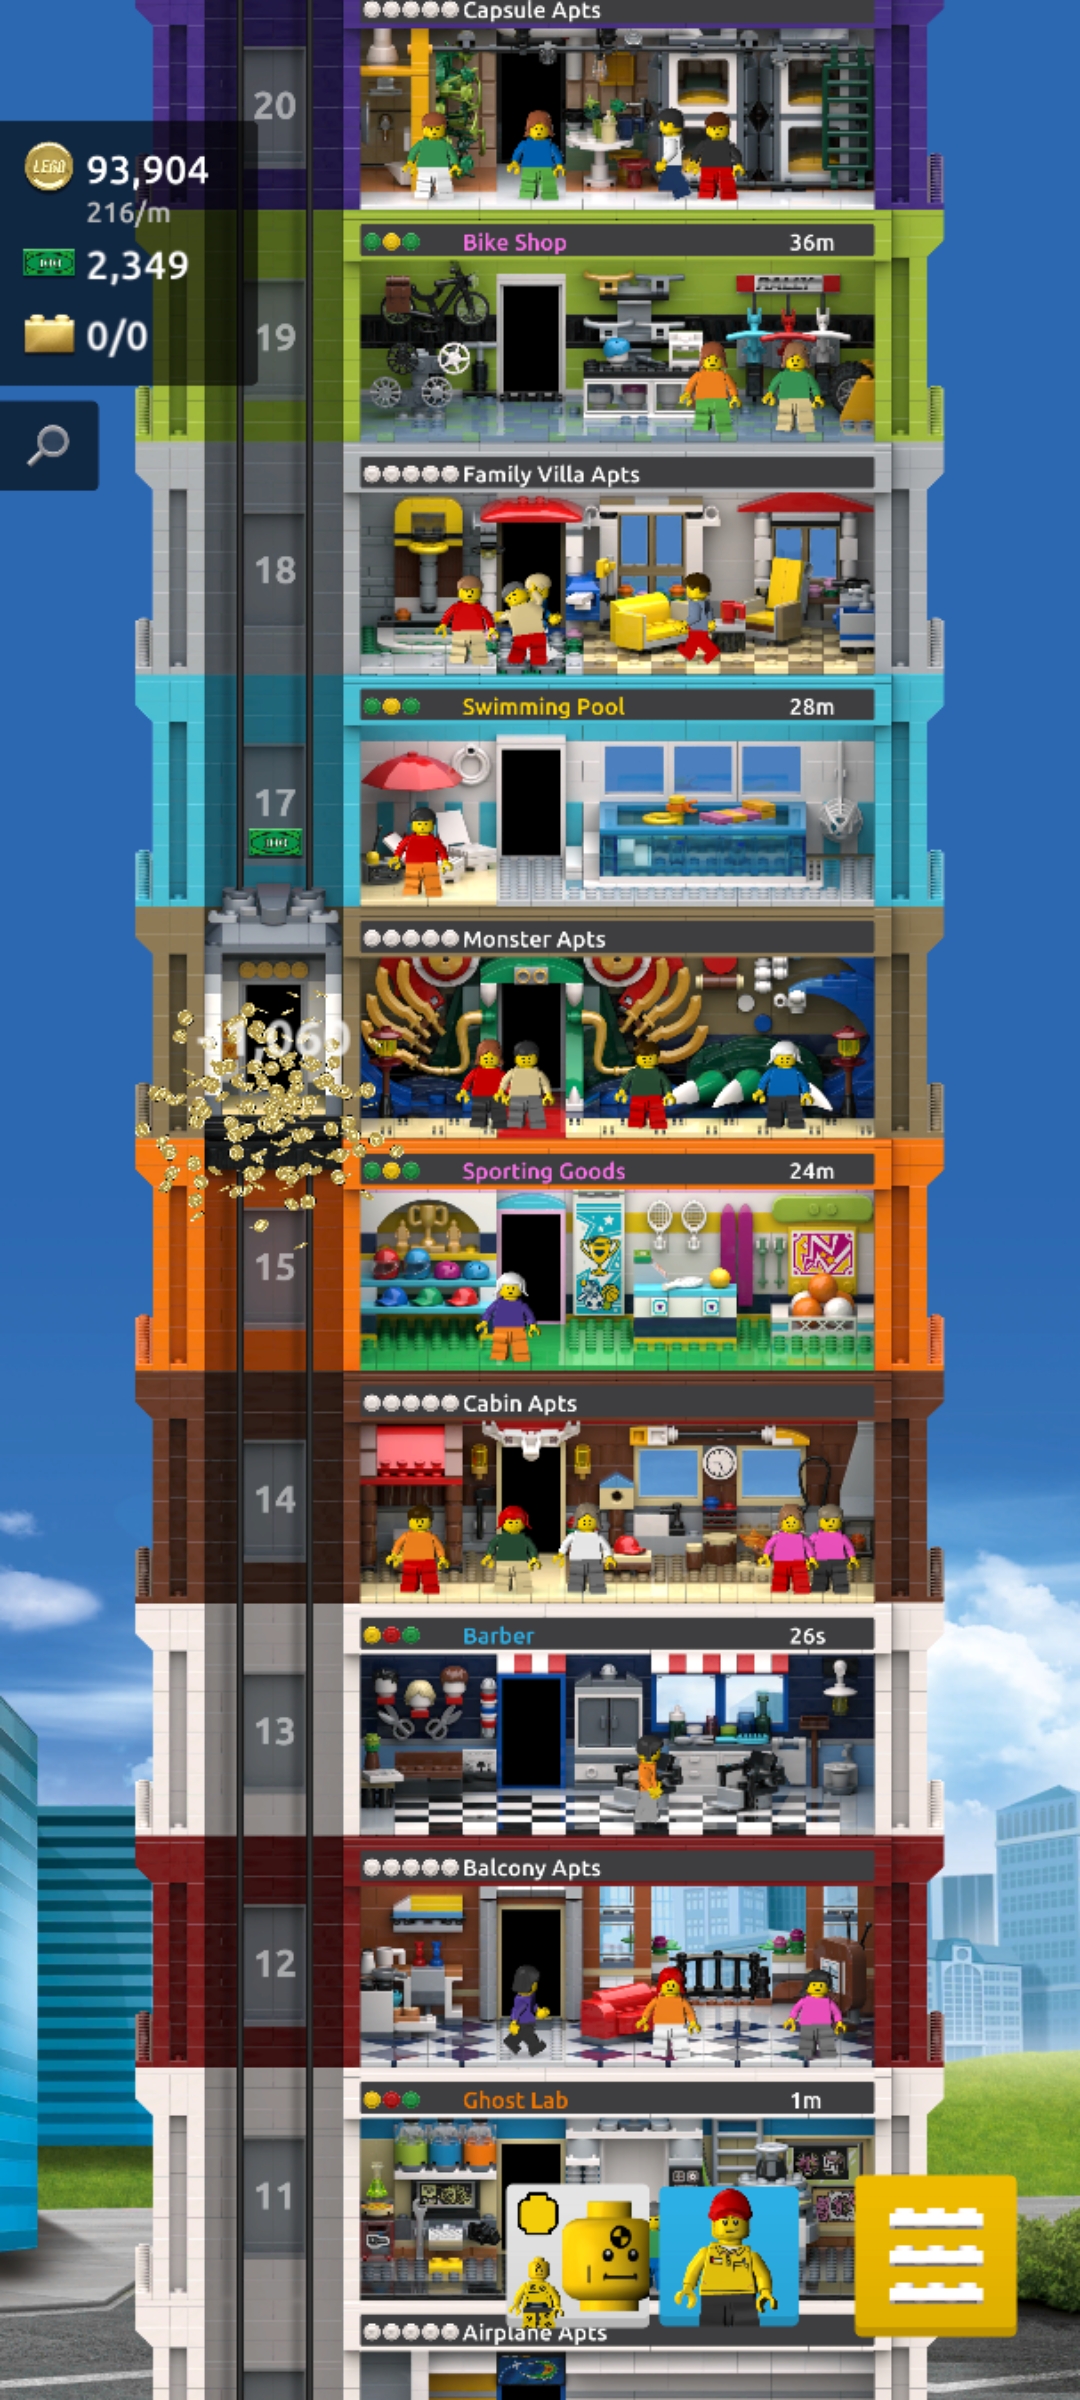 Capsule Apts
20
LEGO
93,904
216/m
2,349
0/0
Bike Shop 36m
RALLY
19
Family Villa Apts
18
Swimming Pool 28m
17
Monster Apts
1,060
Sporting Goods 24m
15
Cabin Apts
14
Barber 26s
13
Balcony Apts
12
Ghost Lab 1m
11
Airplane Apts